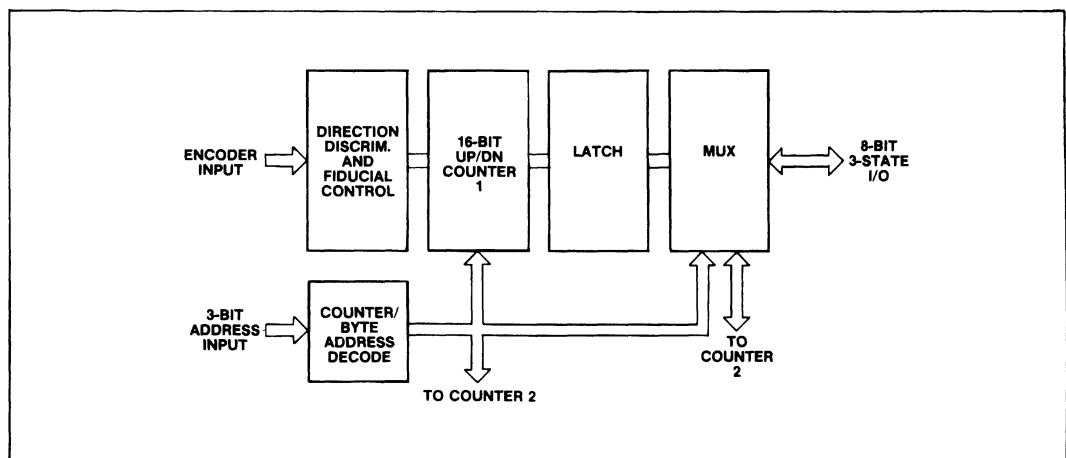 ENCODER
INPUT
DIRECTION
DISCRIM.
AND
FIDUCIAL
CONTROL
16-BIT
UP/DN
COUNTER
1
LATCH
MUX
8-BIT
3-STATE
I/O
3-BIT
ADDRESS
INPUT
COUNTER/
BYTE
ADDRESS
DECODE
TO COUNTER 2
TO
COUNTER
2